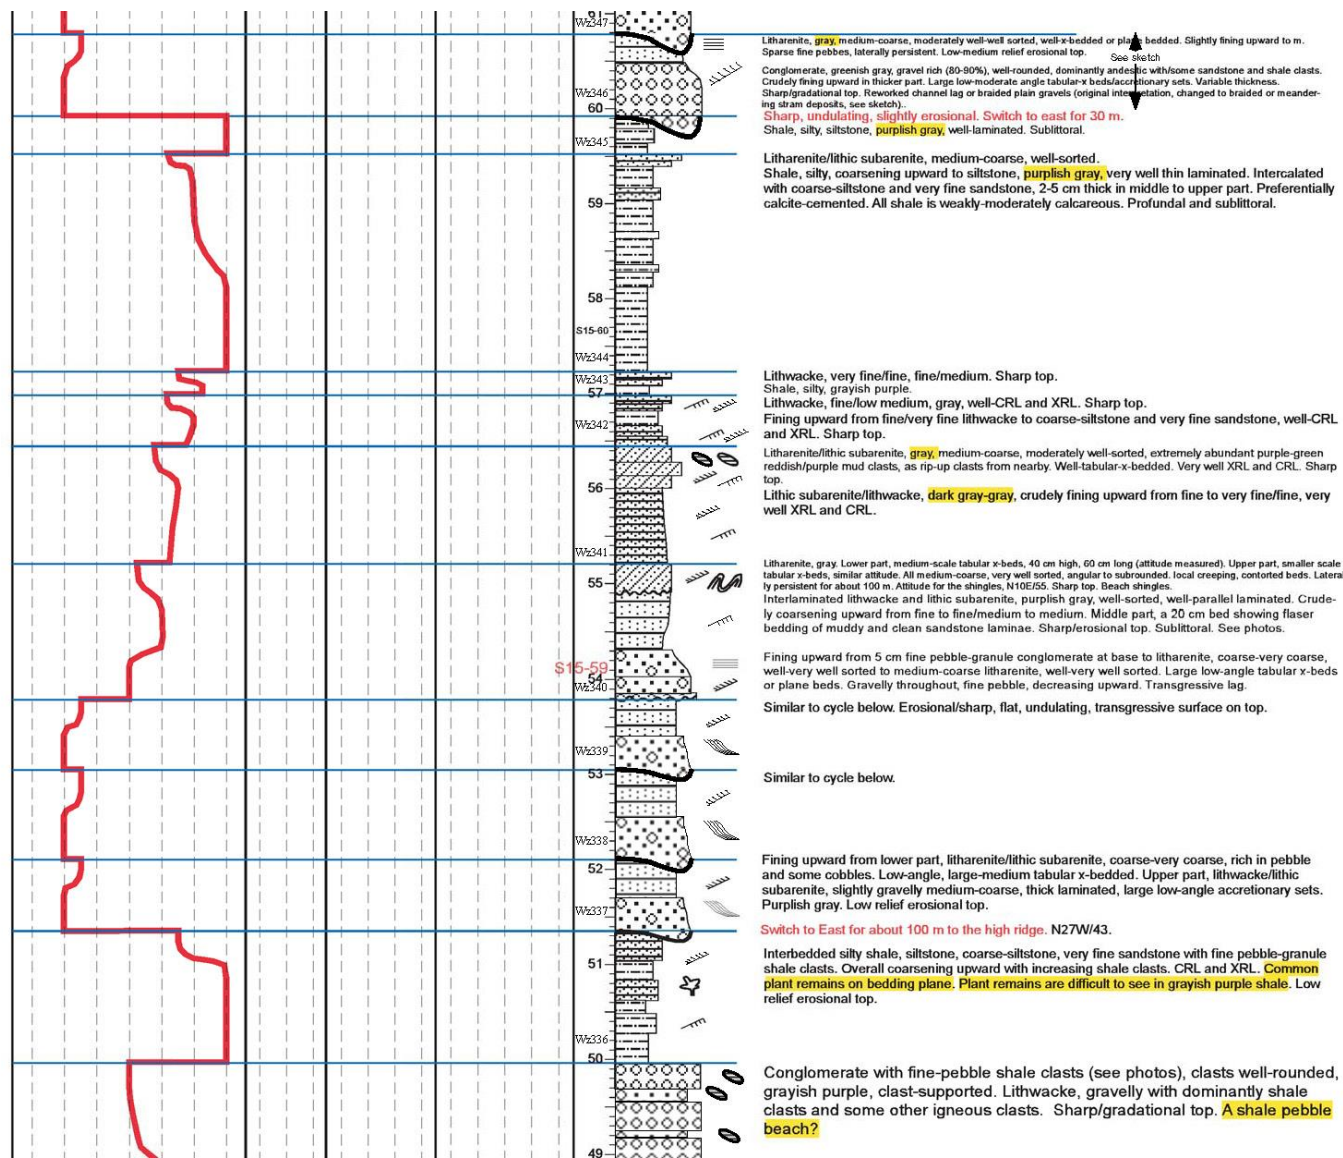 61
Wz347
Litharenite, gray, medium-coarse, moderately well-well sorted, well-x-bedded or plane bedded. Slightly fining upward to m.
Sparse fine pebbes, laterally persistent. Low-medium relief erosional top.
See sketch
Conglomerate, greenish gray, gravel rich (80-90%), well-rounded, dominantly andesitic with/some sandstone and shale clasts.
Crudely fining upward in thicker part. Large low-moderate angle tabular-x beds/accretionary sets. Variable thickness.
Sharp/gradational top. Reworked channel lag or braided plain gravels (original interpretation, changed to braided or meander-
ing stram deposits, see sketch)..
Wz346
60
Sharp, undulating, slightly erosional. Switch to east for 30 m.
Shale, silty, siltstone, purplish gray, well-laminated. Sublittoral.
Wz345
Litharenite/lithic subarenite, medium-coarse, well-sorted.
Shale, silty, coarsening upward to siltstone, purplish gray, very well thin laminated. Intercalated
with coarse-siltstone and very fine sandstone, 2-5 cm thick in middle to upper part. Preferentially
calcite-cemented. All shale is weakly-moderately calcareous. Profundal and sublittoral.
59
58
S15-60
Wz344
Lithwacke, very fine/fine, fine/medium. Sharp top.
Wz343
Shale, silty, grayish purple.
57
Lithwacke, fine/low medium, gray, well-CRL and XRL. Sharp top.
Fining upward from fine/very fine lithwacke to coarse-siltstone and very fine sandstone, well-CRL
and XRL. Sharp top.
Wz342
Litharenite/lithic subarenite, gray, medium-coarse, moderately well-sorted, extremely abundant purple-green
reddish/purple mud clasts, as rip-up clasts from nearby. Well-tabular-x-bedded. Very well XRL and CRL. Sharp
top.
56
Lithic subarenite/lithwacke, dark gray-gray, crudely fining upward from fine to very fine/fine, very
well XRL and CRL.
Wz341
Litharenite, gray. Lower part, medium-scale tabular x-beds, 40 cm high, 60 cm long (attitude measured). Upper part, smaller scale
tabular x-beds, similar attitude. All medium-coarse, very well sorted, angular to subrounded. local creeping, contorted beds. Latera
ly persistent for about 100 m. Attitude for the shingles, N10E/55. Sharp top. Beach shingles.
55
Interlaminated lithwacke and lithic subarenite, purplish gray, well-sorted, well-parallel laminated. Crude-
ly coarsening upward from fine to fine/medium to medium. Middle part, a 20 cm bed showing flaser
bedding of muddy and clean sandstone laminae. Sharp/erosional top. Sublittoral. See photos.
S15-59
54
Fining upward from 5 cm fine pebble-granule conglomerate at base to litharenite, coarse-very coarse,
well-very well sorted to medium-coarse litharenite, well-very well sorted. Large low-angle tabular x-beds
or plane beds. Gravelly throughout, fine pebble, decreasing upward. Transgressive lag.
Wz340
Similar to cycle below. Erosional/sharp, flat, undulating, transgressive surface on top.
Wz339
53
Similar to cycle below.
Wz338
52
Fining upward from lower part, litharenite/lithic subarenite, coarse-very coarse, rich in pebble
and some cobbles. Low-angle, large-medium tabular x-bedded. Upper part, lithwacke/lithic
subarenite, slightly gravelly medium-coarse, thick laminated, large low-angle accretionary sets.
Purplish gray. Low relief erosional top.
Wz337
Switch to East for about 100 m to the high ridge. N27W/43.
51
Interbedded silty shale, siltstone, coarse-siltstone, very fine sandstone with fine pebble-granule
shale clasts. Overall coarsening upward with increasing shale clasts. CRL and XRL. Common
plant remains on bedding plane. Plant remains are difficult to see in grayish purple shale. Low
relief erosional top.
Wz336
50
Conglomerate with fine-pebble shale clasts (see photos), clasts well-rounded,
grayish purple, clast-supported. Lithwacke, gravelly with dominantly shale
clasts and some other igneous clasts. Sharp/gradational top. A shale pebble
beach?
49